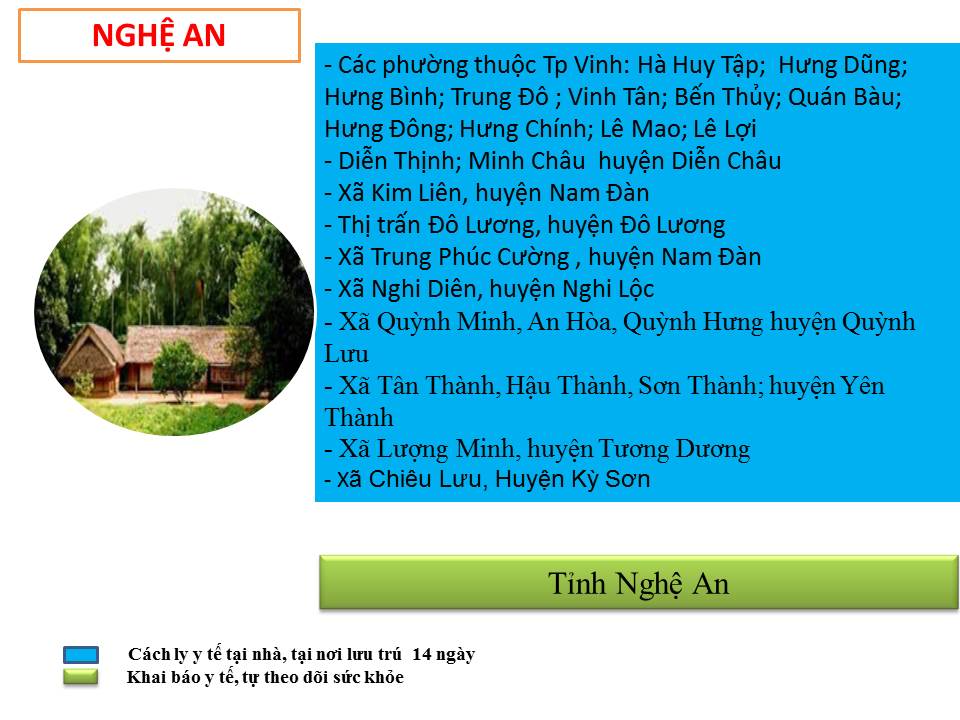 NGHỆ AN
- Các phường thuộc Tp Vinh: Hà Huy Tập; Hưng Dũng;
Hưng Bình; Trung Đô ; Vinh Tân; Bến Thủy; Quán Bàu;
Hưng Đông; Hưng Chính; Lê Mao; Lê Lợi
- Diễn Thịnh; Minh Châu huyện Diễn Châu
- Xã Kim Liên, huyện Nam Đàn
- Thị trấn Đô Lương, huyện Đô Lương
- Xã Trung Phúc Cường , huyện Nam Đàn
- Xã Nghi Diên, huyện Nghi Lộc
- Xã Quỳnh Minh, An Hòa, Quỳnh Hưng huyện Quỳnh
Lưu
- Xã Tân Thành, Hậu Thành, Sơn Thành; huyện Yên
Thành
- Xã Lượng Minh, huyện Tương Dương
- xã Chiêu Lưu, Huyện Kỳ Sơn
Tỉnh Nghệ An
Cách ly y tế tại nhà, tại nơi lưu trú 14 ngày
Khai báo y tế, tự theo dõi sức khỏe